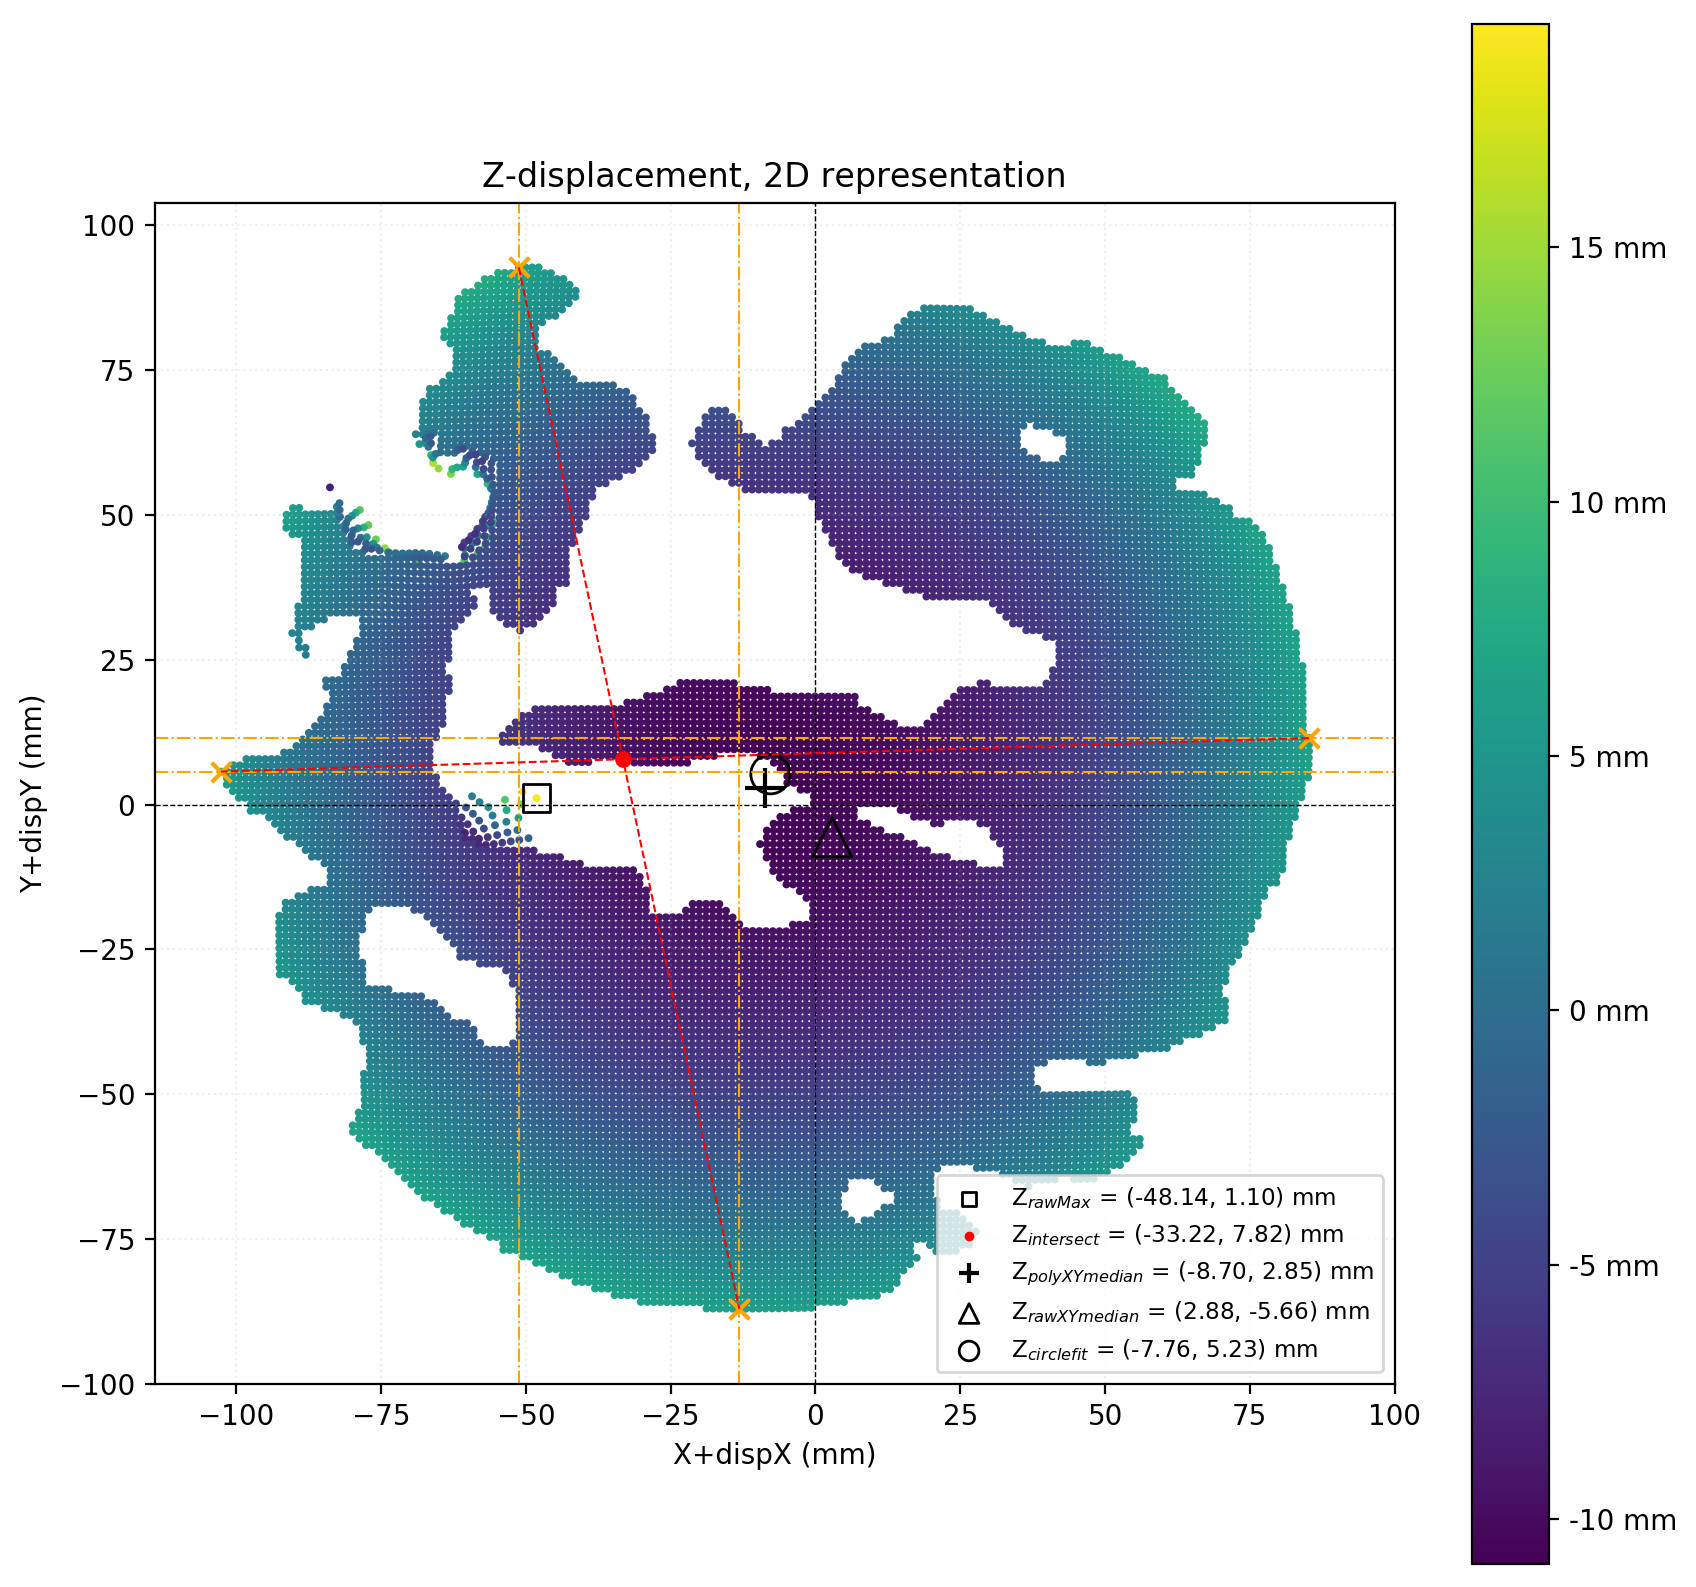 Z-displacement, 2D representation
100
75
50
25
0
−25
−50
−75
−100
Y+dispY (mm)
−100
−75
−50
−25
0
25
50
75
100
X+dispX (mm)
Z_rawMax = (-48.14, 1.10) mm
Z_intersect = (-33.22, 7.82) mm
Z_polyXYmedian = (-8.70, 2.85) mm
Z_rawXYmedian = (2.88, -5.66) mm
Z_circlefit = (-7.76, 5.23) mm
15 mm
10 mm
5 mm
0 mm
-5 mm
-10 mm